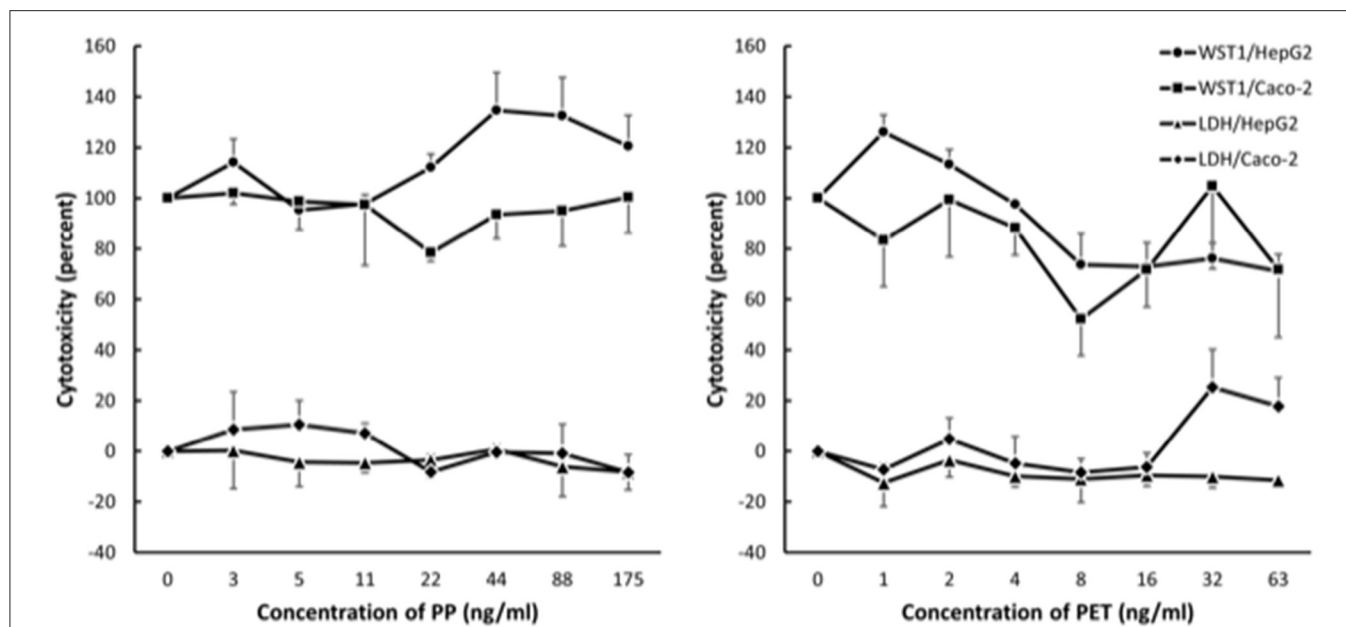 160
140
120
100
80
60
40
20
0
-20
-40
Cytotoxicity (percent)
0 3 5 11 22 44 88 175
Concentration of PP (ng/ml)
160
140
120
100
80
60
40
20
0
-20
-40
Cytotoxicity (percent)
0 1 2 4 8 16 32 63
Concentration of PET (ng/ml)
WST1/HepG2
WST1/Caco-2
LDH/HepG2
LDH/Caco-2